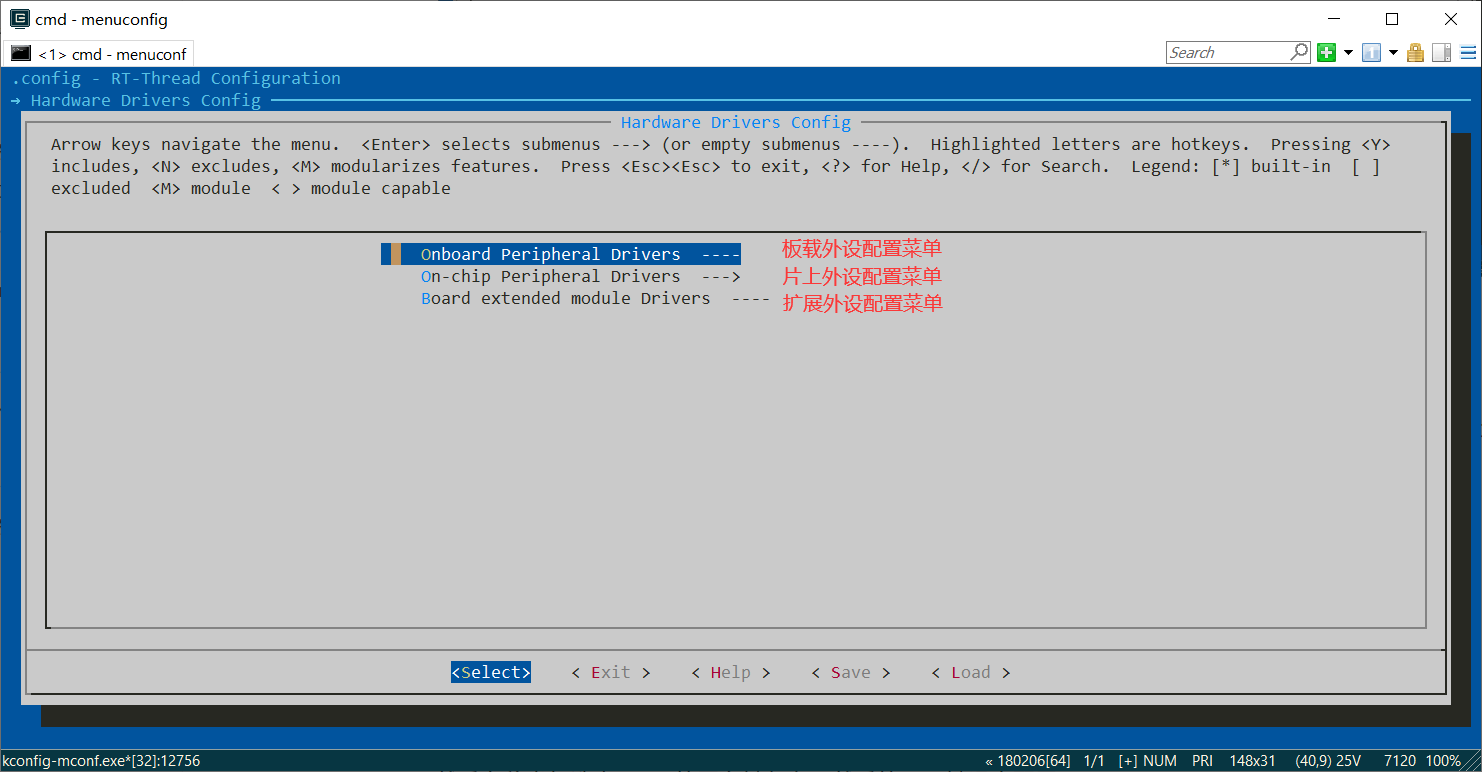 cmd - menuconfig
<1> cmd - menuconf
Search
.config - RT-Thread Configuration
→ Hardware Drivers Config
Hardware Drivers Config
Arrow keys navigate the menu.  <Enter> selects submenus ---> (or empty submenus ----).  Highlighted letters are hotkeys.  Pressing <Y>
includes, <N> excludes, <M> modularizes features.  Press <Esc><Esc> to exit, <?> for Help, </> for Search.  Legend: [*] built-in  [ ]
excluded  <M> module  < > module capable
Onboard Peripheral Drivers  ---- 板载外设配置菜单
On-chip Peripheral Drivers  ---> 片上外设配置菜单
Board extended module Drivers  ---- 扩展外设配置菜单
<Select>    < Exit >    < Help >    < Save >    < Load >
kconfig-mconf.exe*[32]:12756 « 180206[64] 1/1 [+] NUM PRI 148x31 (40,9) 25V 7120 100%